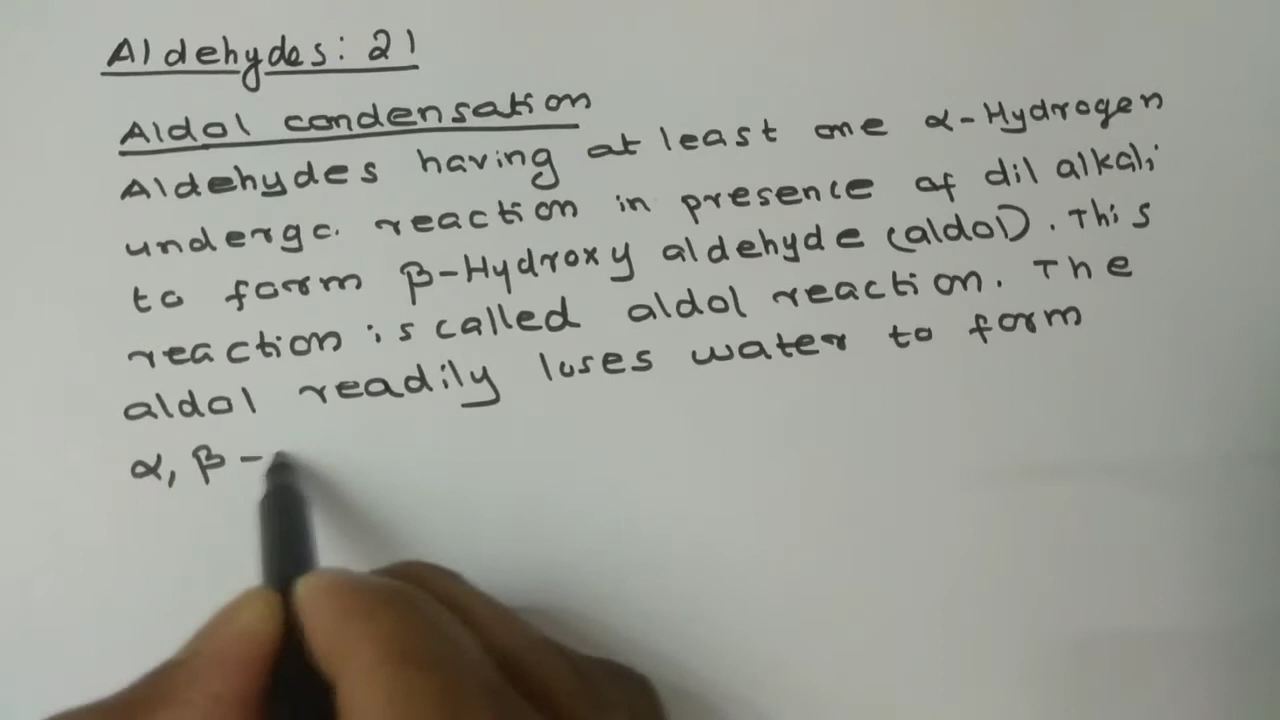 Aldehydes: 21
Aldol condensation
Aldehydes having at least one α-Hydrogen
undergo reaction in presence of dil alkali
to form β-Hydroxy aldehyde (aldol). This
reaction is called aldol reaction. The
aldol readily loses water to form
α, β -